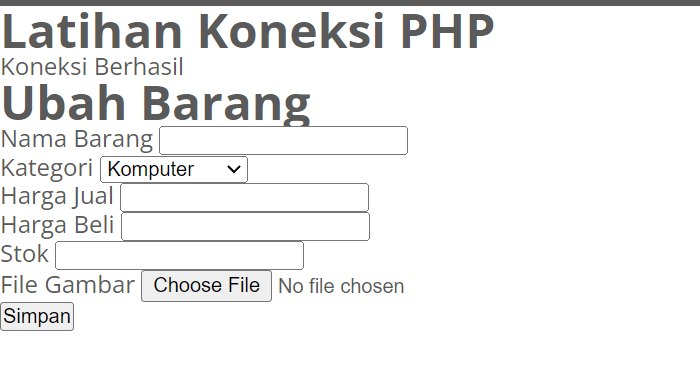 Latihan Koneksi PHP
Koneksi Berhasil
Ubah Barang
Nama Barang
Kategori Komputer
Harga Jual
Harga Beli
Stok
File Gambar Choose File No file chosen
Simpan